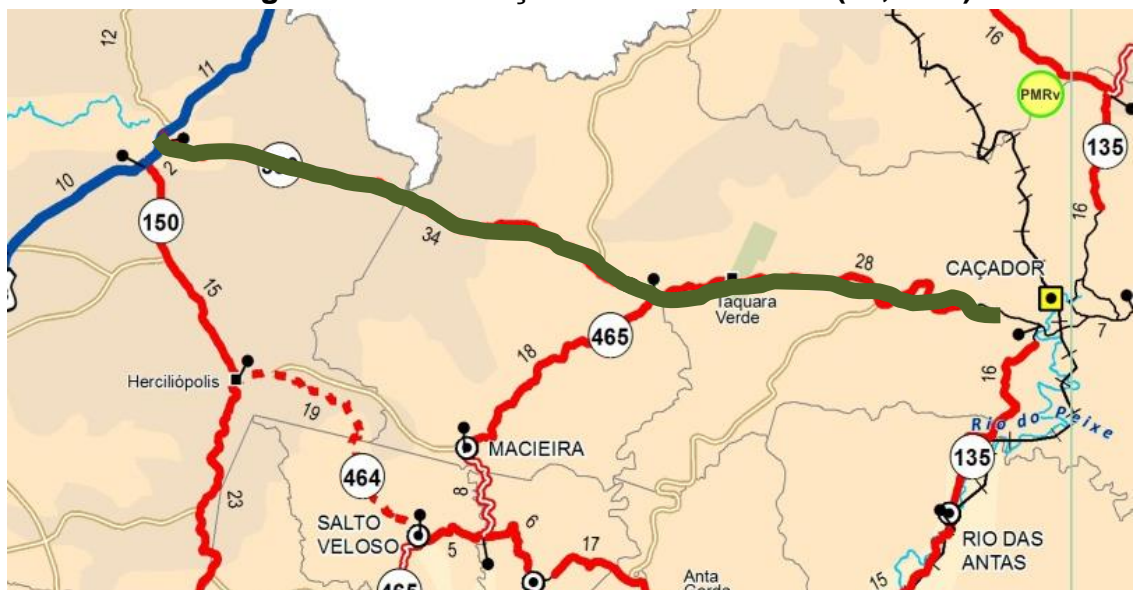 16
12
11
PMRv
135
2
10
150
34
16
15
28
CAÇADOR
Taquara
Verde
465
7
18
16
Herciliópolis
19
Rio do Peixe
MACIEIRA
135
464
8
23
SALTO
VELOSO
6
5
17
RIO DAS
ANTAS
Anta
15
465